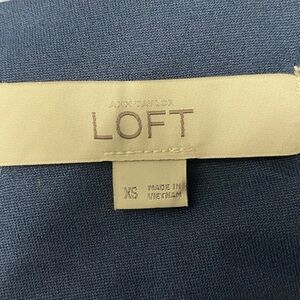 ANN TAYLOR
LOFT
XS
MADE IN
VIETNAM